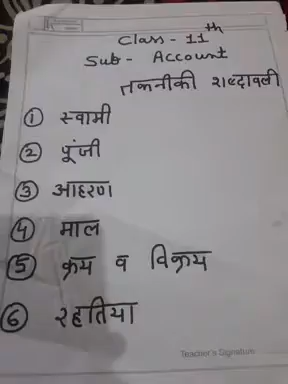 Class - 11th
Sub - Account
तकनीकी शब्दावली
① स्वामी
② पूंजी
③ आहरण
④ माल
⑤ क्रय व विक्रय
⑥ रहतिया
Teacher's Signature